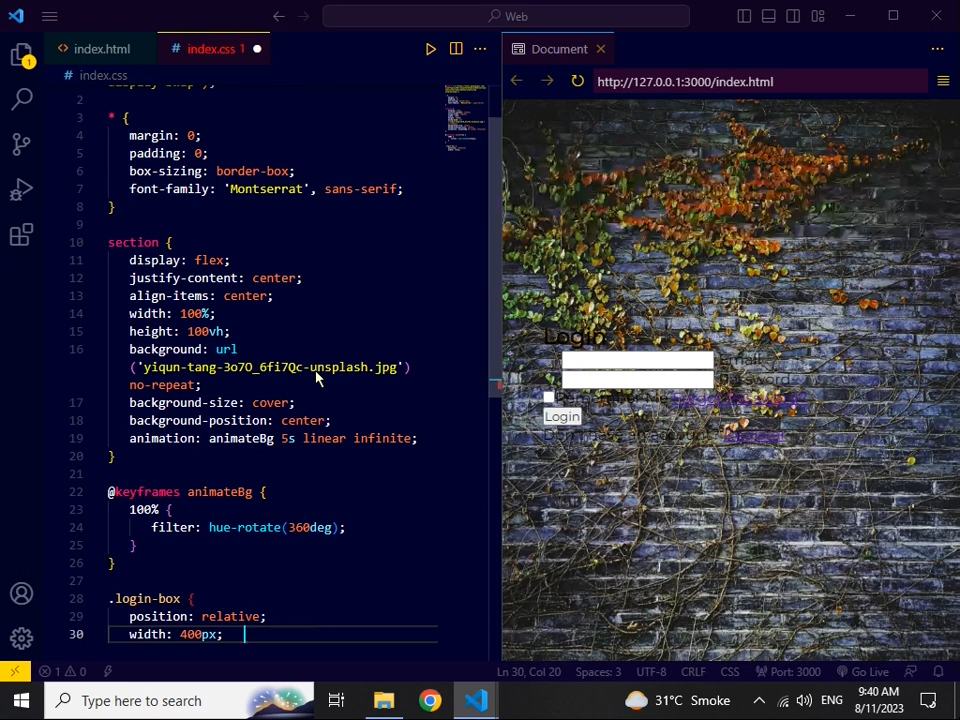 Web
index.html
# index.css 1
Document
# index.css
http://127.0.0.1:3000/index.html
2
3 * {
4 margin: 0;
5 padding: 0;
6 box-sizing: border-box;
7 font-family: 'Montserrat', sans-serif;
8 }
9
10 section {
11 display: flex;
12 justify-content: center;
13 align-items: center;
14 width: 100%;
15 height: 100vh;
16 background: url
('yiqun-tang-3o7O_6fi7Qc-unsplash.jpg')
no-repeat;
17 background-size: cover;
18 background-position: center;
19 animation: animateBg 5s linear infinite;
20 }
21
22 @keyframes animateBg {
23 100% {
24 filter: hue-rotate(360deg);
25 }
26 }
27
28 .login-box {
29 position: relative;
30 width: 400px;
Login
Login
1
1 0
Ln 30, Col 20
Spaces: 3
UTF-8
CRLF
CSS
Port: 3000
Go Live
Type here to search
31°C Smoke
ENG
9:40 AM
8/11/2023